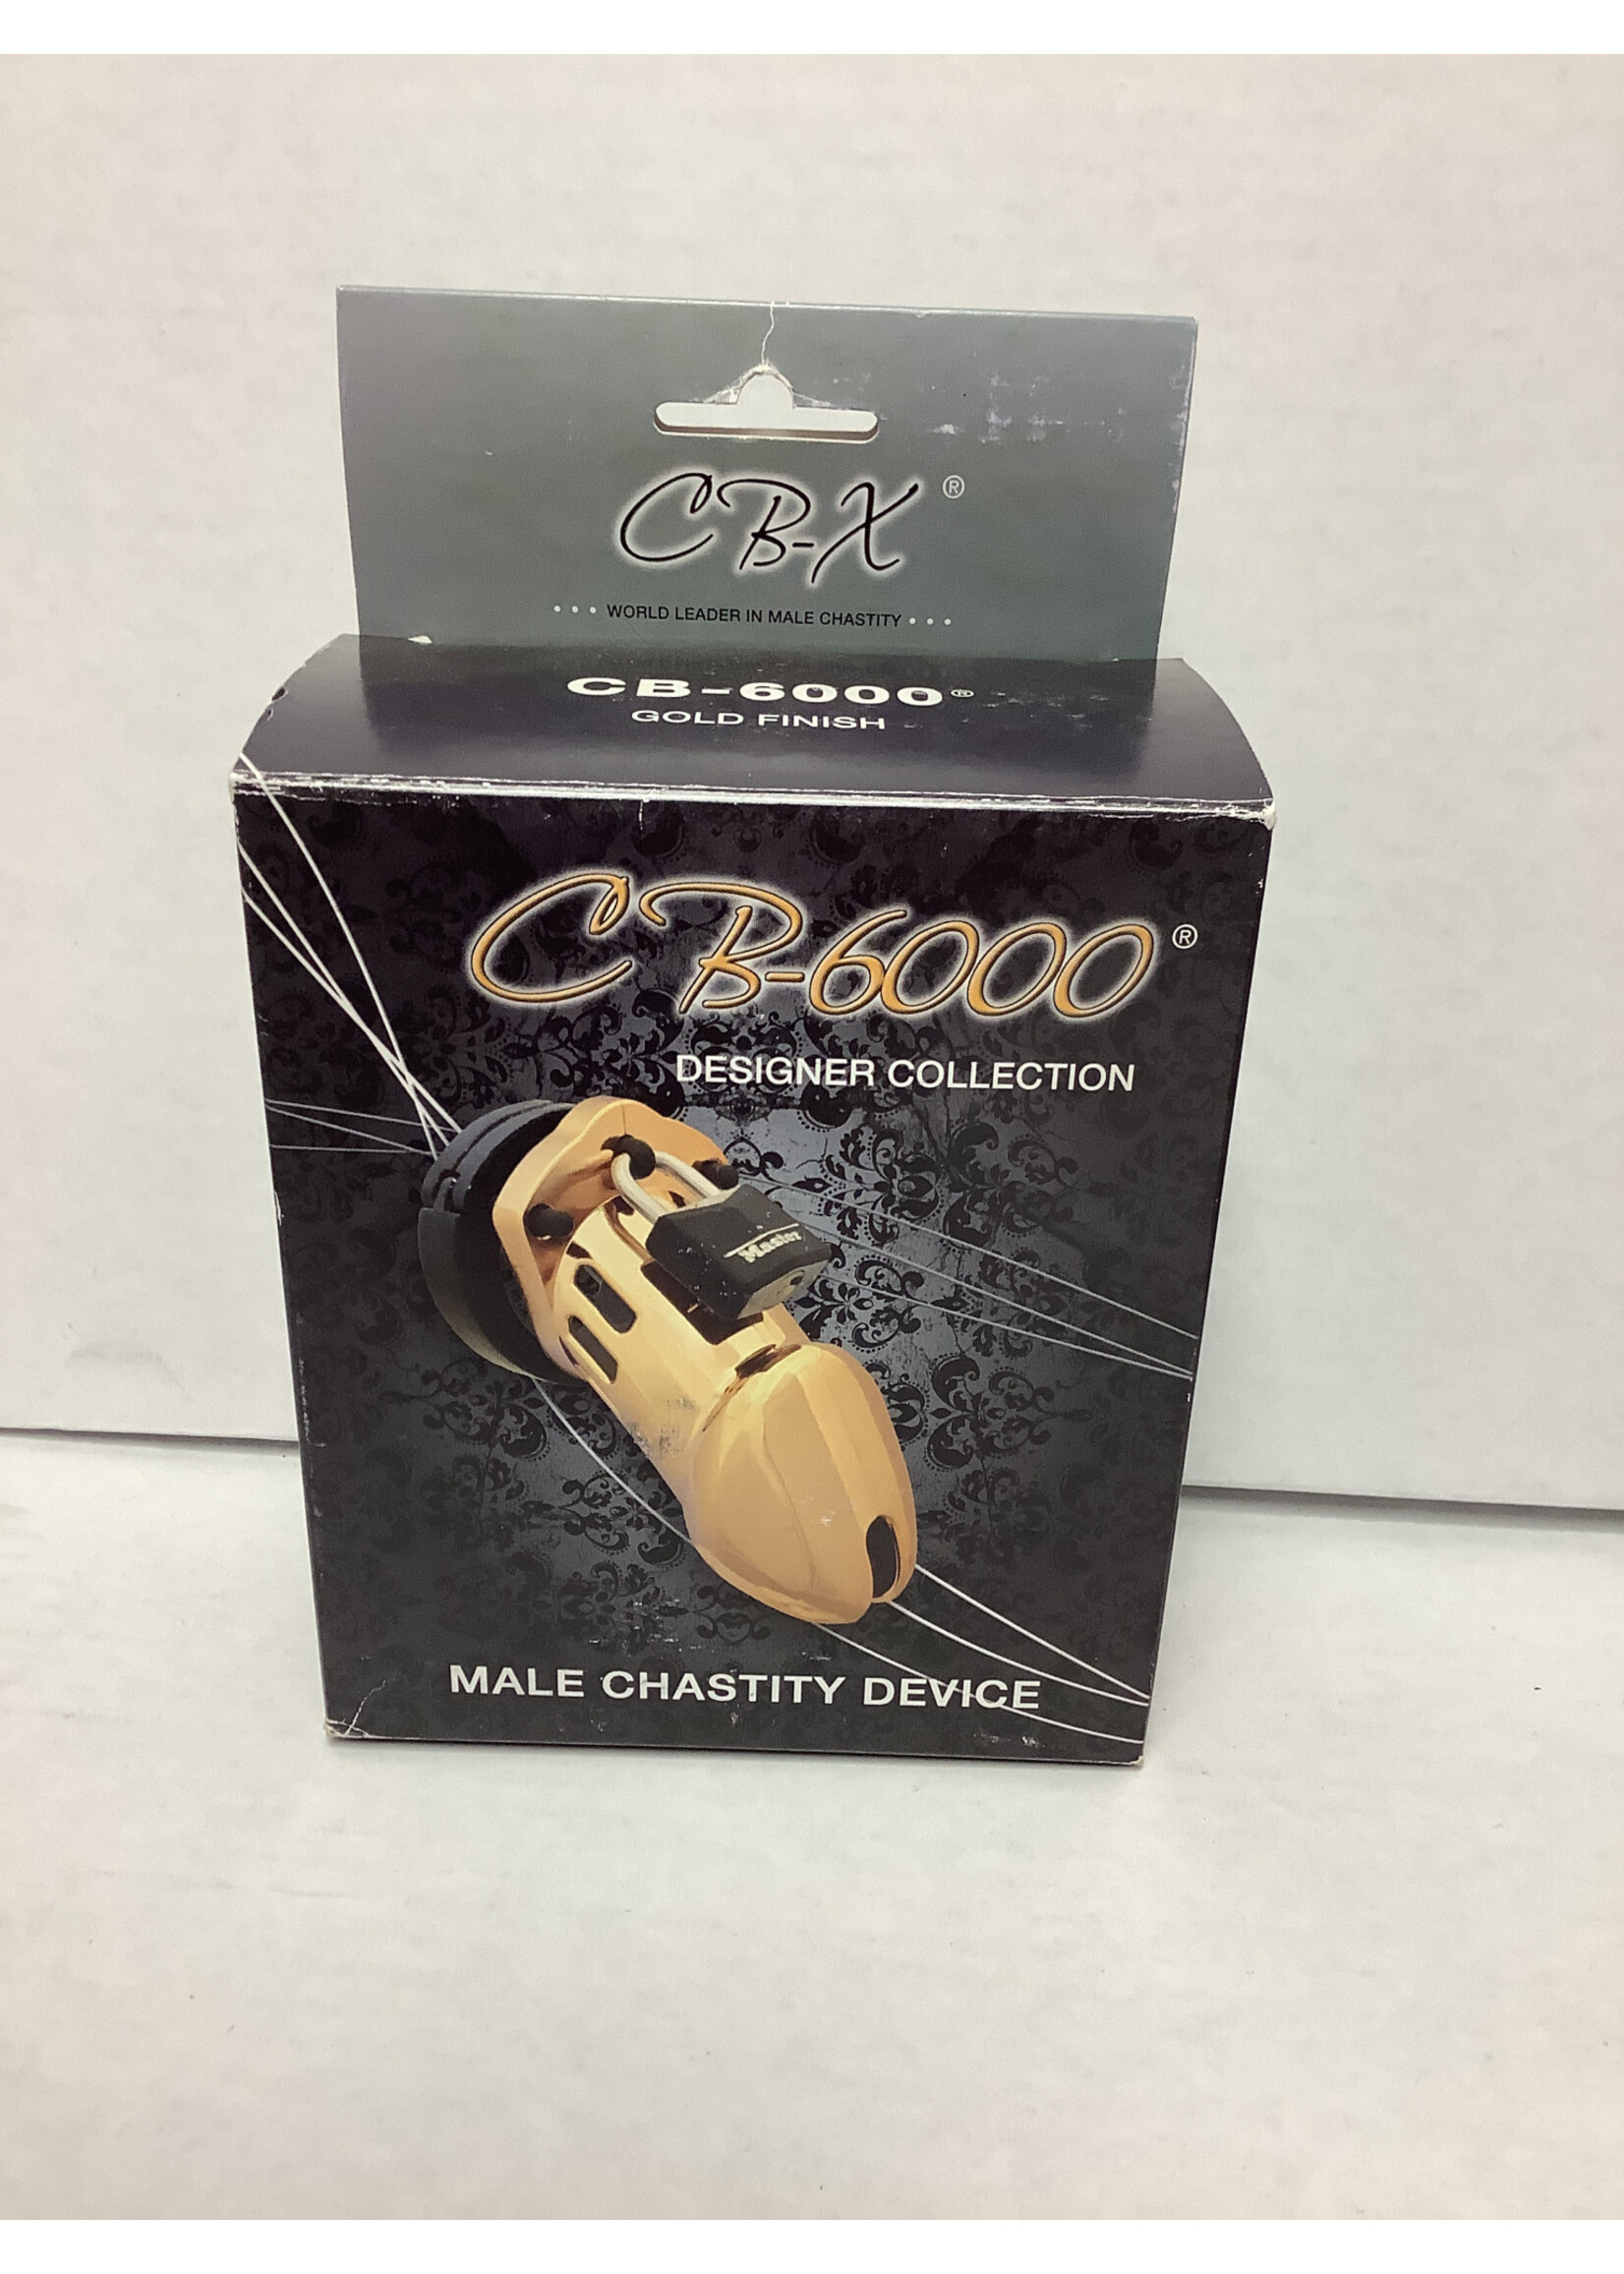 CB-X®
• • • WORLD LEADER IN MALE CHASTITY • • •
CB-6000®
GOLD FINISH
CB-6000®
DESIGNER COLLECTION
Master
MALE CHASTITY DEVICE